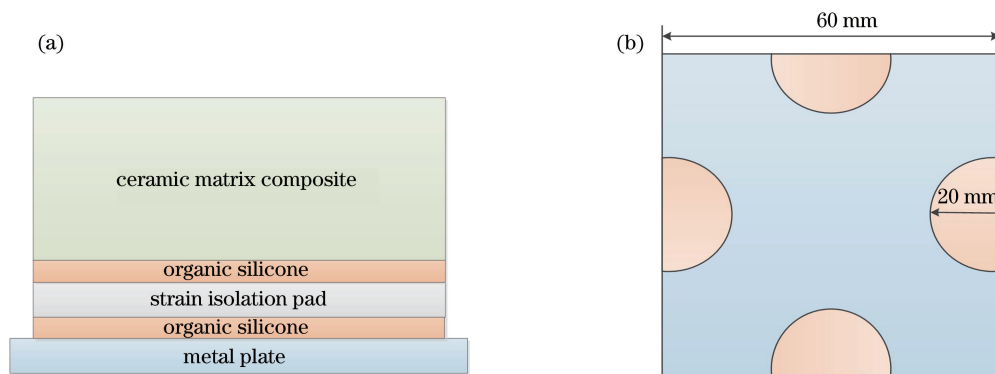 (a)
ceramic matrix composite
organic silicone
strain isolation pad
organic silicone
metal plate
(b)
60 mm
20 mm